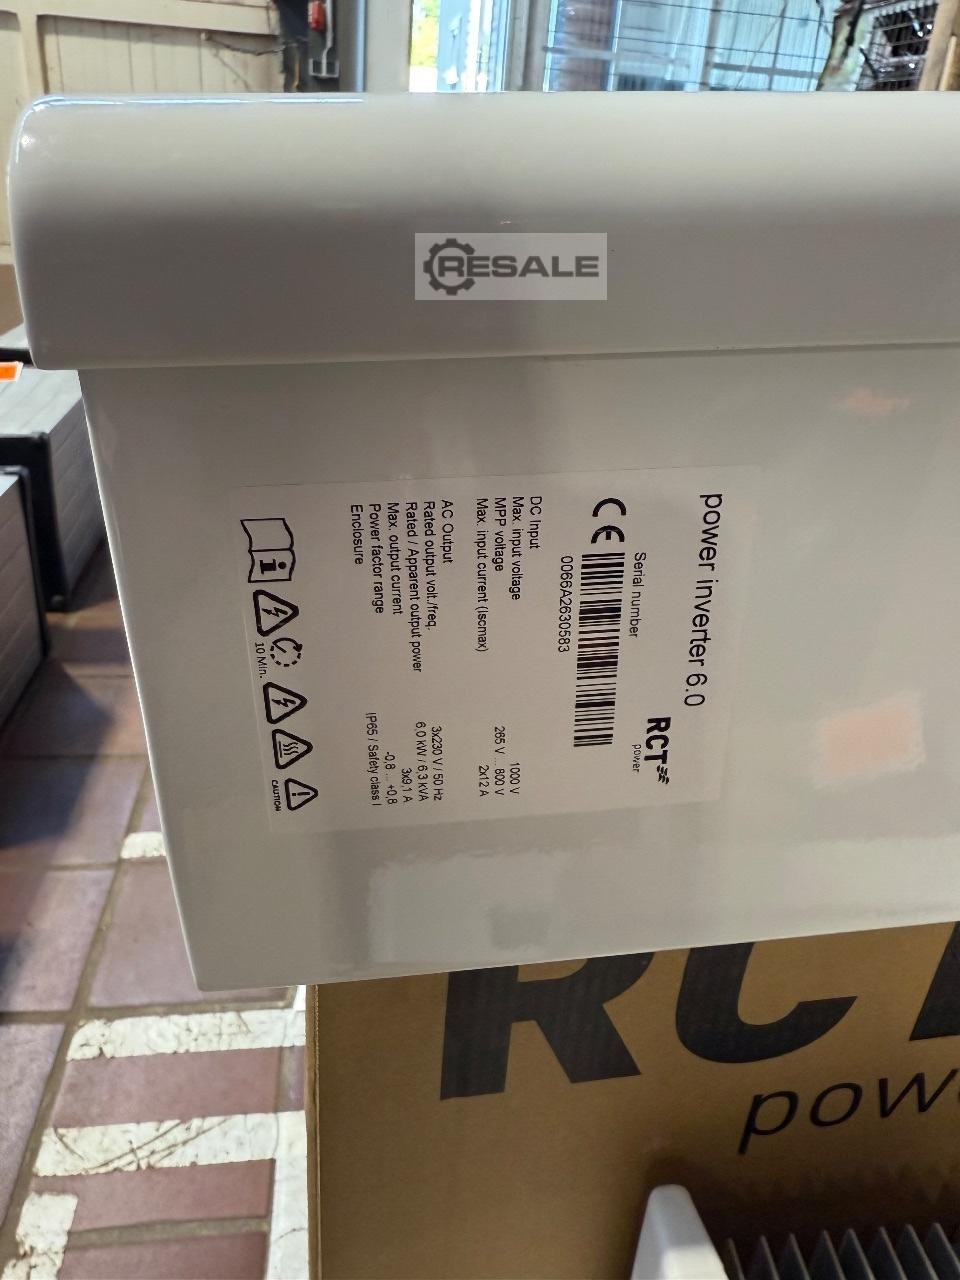 RESALE
power inverter 6.0
RCT
power
Serial number
CE
0066A2630583
DC Input
Max. input voltage 1000 V
MPP voltage 265 V ... 800 V
Max. input current (Iscmax) 2x12 A
AC Output
Rated output volt./freq. 3x230 V / 50 Hz
Rated / Apparent output power 6.0 kW / 6.3 kVA
Max. output current 3x9,1 A
Power factor range -0,8 ... +0,8
Enclosure IP65 / Safety class I
10 Min.
CAUTION
RC
pow